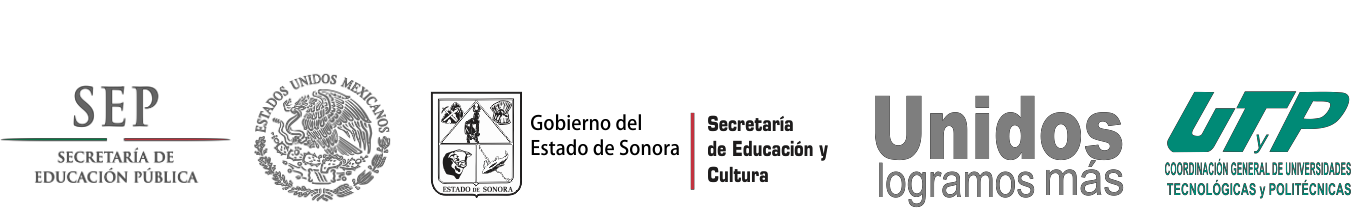 SEP
SECRETARÍA DE
EDUCACIÓN PÚBLICA
ESTADOS UNIDOS MEXICANOS
ESTADO DE SONORA
Gobierno del
Estado de Sonora
Secretaría
de Educación y
Cultura
Unidos
logramos más
UTyP
COORDINACIÓN GENERAL DE UNIVERSIDADES
TECNOLÓGICAS y POLITÉCNICAS